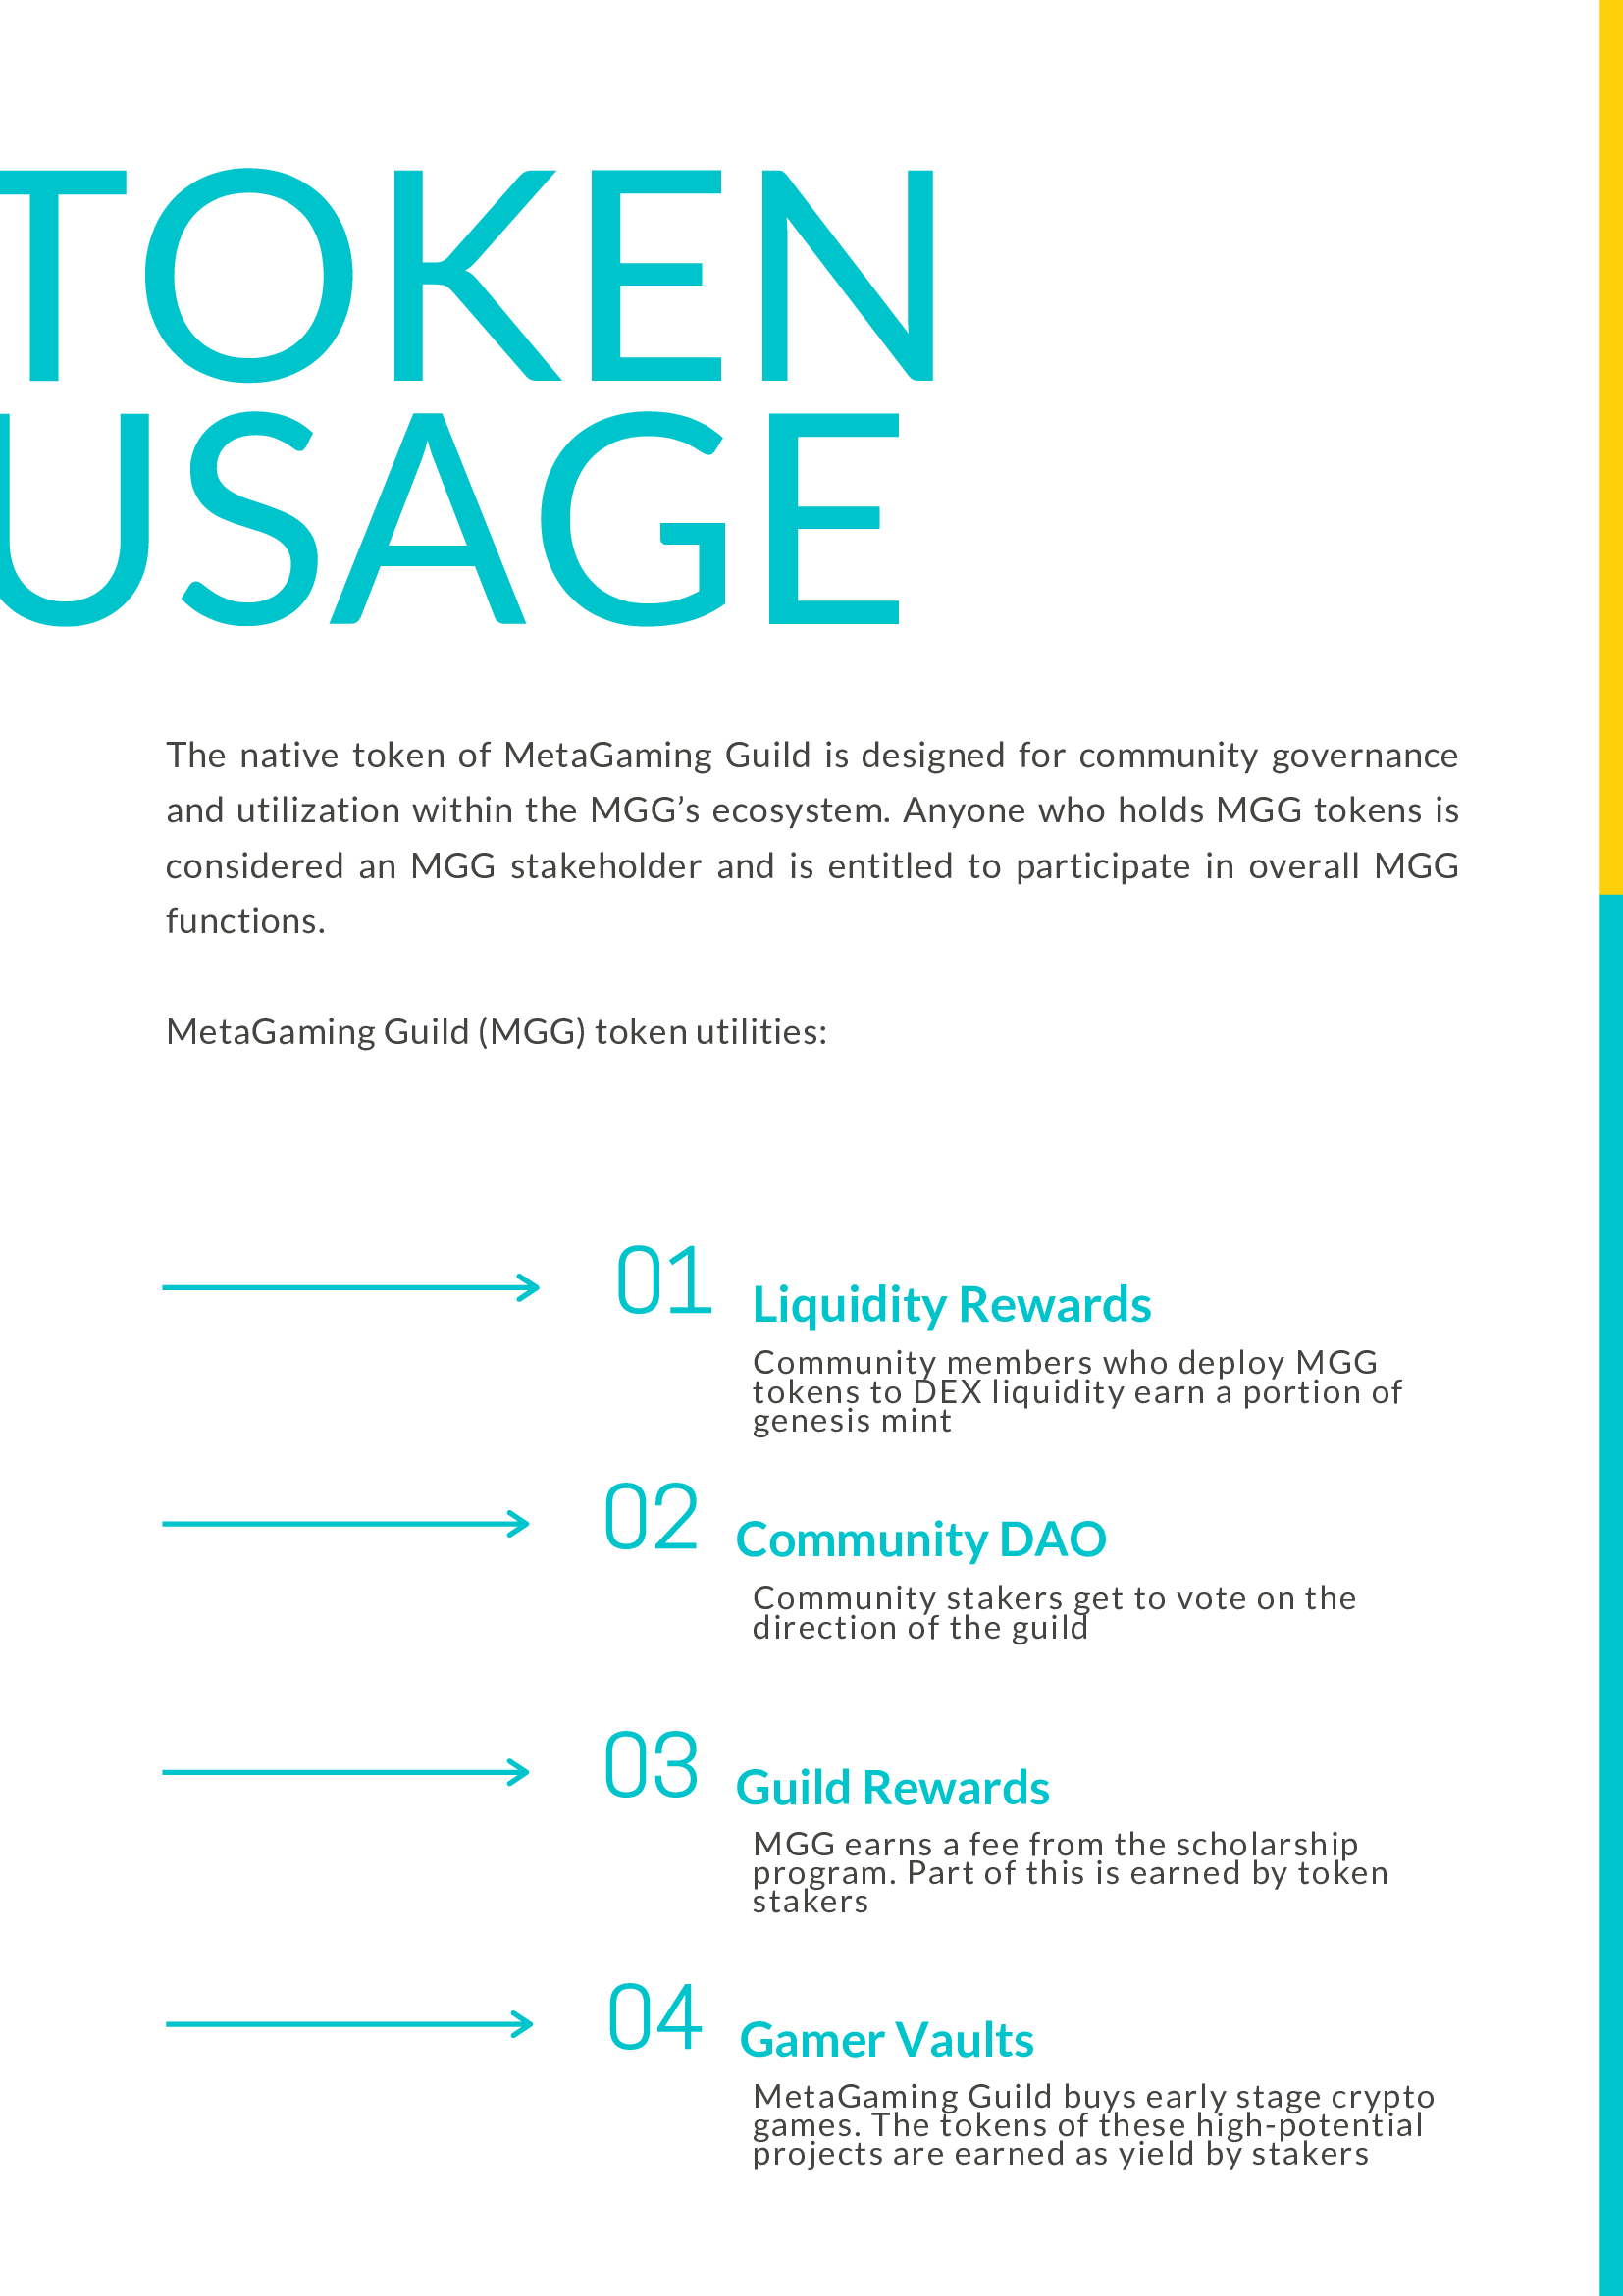 TOKEN
USAGE
The native token of MetaGaming Guild is designed for community governance
and utilization within the MGG’s ecosystem. Anyone who holds MGG tokens is
considered an MGG stakeholder and is entitled to participate in overall MGG
functions.
MetaGaming Guild (MGG) token utilities:
01
Liquidity Rewards
Community members who deploy MGG
tokens to DEX liquidity earn a portion of
genesis mint
02
Community DAO
Community stakers get to vote on the
direction of the guild
03
Guild Rewards
MGG earns a fee from the scholarship
program. Part of this is earned by token
stakers
04
Gamer Vaults
MetaGaming Guild buys early stage crypto
games. The tokens of these high-potential
projects are earned as yield by stakers